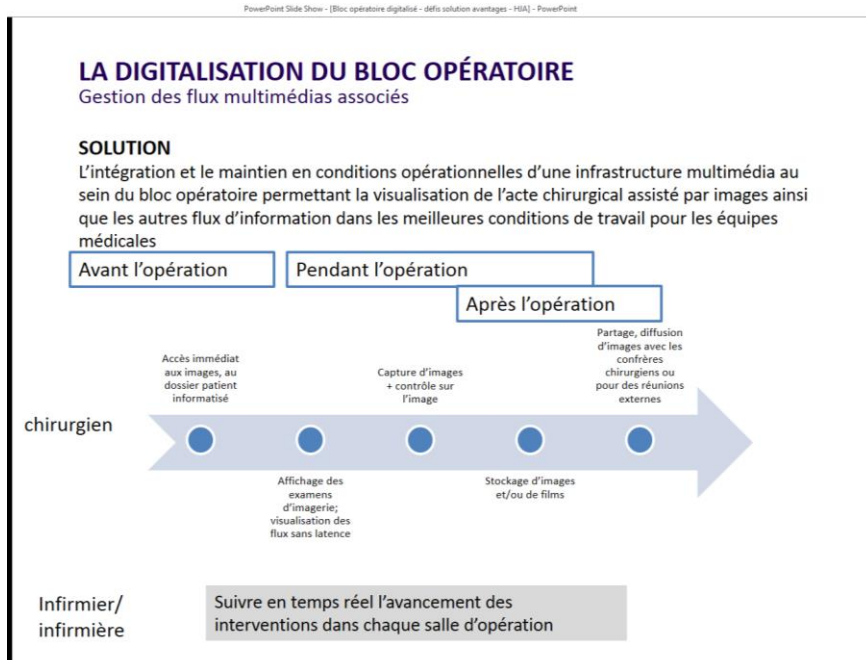 PowerPoint Slide Show - [Bloc opératoire digitalisé - défis solution avantages - HJA] - PowerPoint
LA DIGITALISATION DU BLOC OPÉRATOIRE
Gestion des flux multimédias associés
SOLUTION
L'intégration et le maintien en conditions opérationnelles d'une infrastructure multimédia au
sein du bloc opératoire permettant la visualisation de l'acte chirurgical assisté par images ainsi
que les autres flux d'information dans les meilleures conditions de travail pour les équipes
médicales
Avant l'opération
Pendant l'opération
Après l'opération
chirurgien
Accès immédiat
aux images, au
dossier patient
informatisé
Affichage des
examens
d'imagerie;
visualisation des
flux sans latence
Capture d'images
+ contrôle sur
l'image
Stockage d'images
et/ou de films
Partage, diffusion
d'images avec les
confrères
chirurgiens ou
pour des réunions
externes
Infirmier/
infirmière
Suivre en temps réel l'avancement des
interventions dans chaque salle d'opération